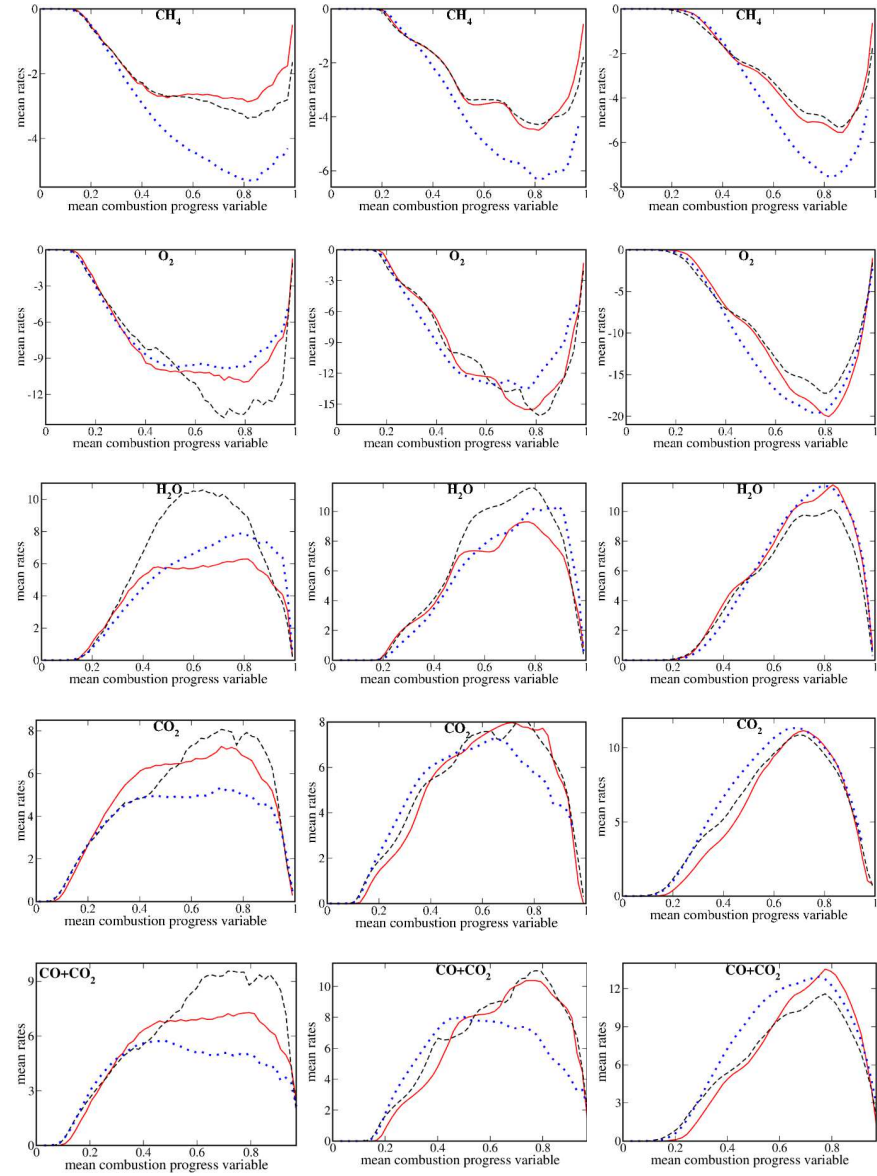 CH4
mean rates
0
-2
-4
0 0.2 0.4 0.6 0.8 1
mean combustion progress variable
CH4
mean rates
0
-2
-4
-6
0 0.2 0.4 0.6 0.8 1
mean combustion progress variable
CH4
mean rates
0
-2
-4
-6
-8
0 0.2 0.4 0.6 0.8 1
mean combustion progress variable
O2
mean rates
0
-3
-6
-9
-12
0 0.2 0.4 0.6 0.8 1
mean combustion progress variable
O2
mean rates
0
-3
-6
-9
-12
-15
0 0.2 0.4 0.6 0.8 1
mean combustion progress variable
O2
mean rates
0
-5
-10
-15
-20
0 0.2 0.4 0.6 0.8 1
mean combustion progress variable
H2O
mean rates
10
8
6
4
2
0
0 0.2 0.4 0.6 0.8 1
mean combustion progress variable
H2O
mean rates
10
8
6
4
2
0
0 0.2 0.4 0.6 0.8 1
mean combustion progress variable
H2O
mean rates
10
8
6
4
2
0
0 0.2 0.4 0.6 0.8 1
mean combustion progress variable
CO2
mean rates
8
6
4
2
0
0 0.2 0.4 0.6 0.8 1
mean combustion progress variable
CO2
mean rates
8
6
4
2
0
0 0.2 0.4 0.6 0.8 1
mean combustion progress variable
CO2
mean rates
10
5
0
0 0.2 0.4 0.6 0.8 1
mean combustion progress variable
CO+CO2
mean rates
9
6
3
0
0 0.2 0.4 0.6 0.8
mean combustion progress variable
CO+CO2
mean rates
10
8
6
4
2
0
0 0.2 0.4 0.6 0.8
mean combustion progress variable
CO+CO2
mean rates
12
9
6
3
0
0 0.2 0.4 0.6 0.8
mean combustion progress variable